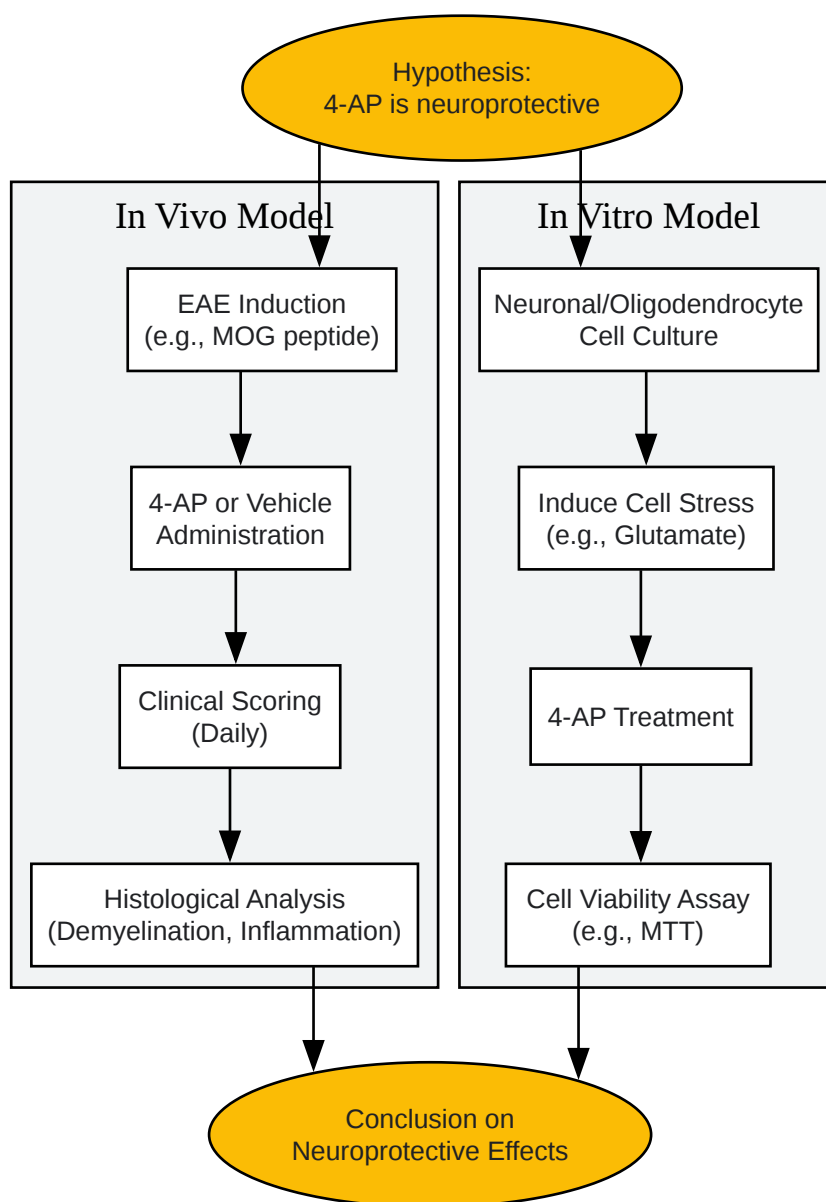 Hypothesis:
4-AP is neuroprotective
In Vivo Model
EAE Induction
(e.g., MOG peptide)
4-AP or Vehicle
Administration
Clinical Scoring
(Daily)
Histological Analysis
(Demyelination, Inflammation)
In Vitro Model
Neuronal/Oligodendrocyte
Cell Culture
Induce Cell Stress
(e.g., Glutamate)
4-AP Treatment
Cell Viability Assay
(e.g., MTT)
Conclusion on
Neuroprotective Effects